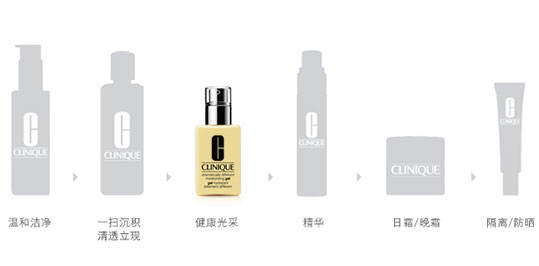 C
CLINIQUE
C
CLINIQUE
C
CLINIQUE
dramatically different
moisturizing gel
gel hydratant
C
CLINIQUE
CLINIQUE
C
CLINIQUE
温和洁净
一扫沉积
清透立现
健康光采
精华
日霜/晚霜
隔离/防晒